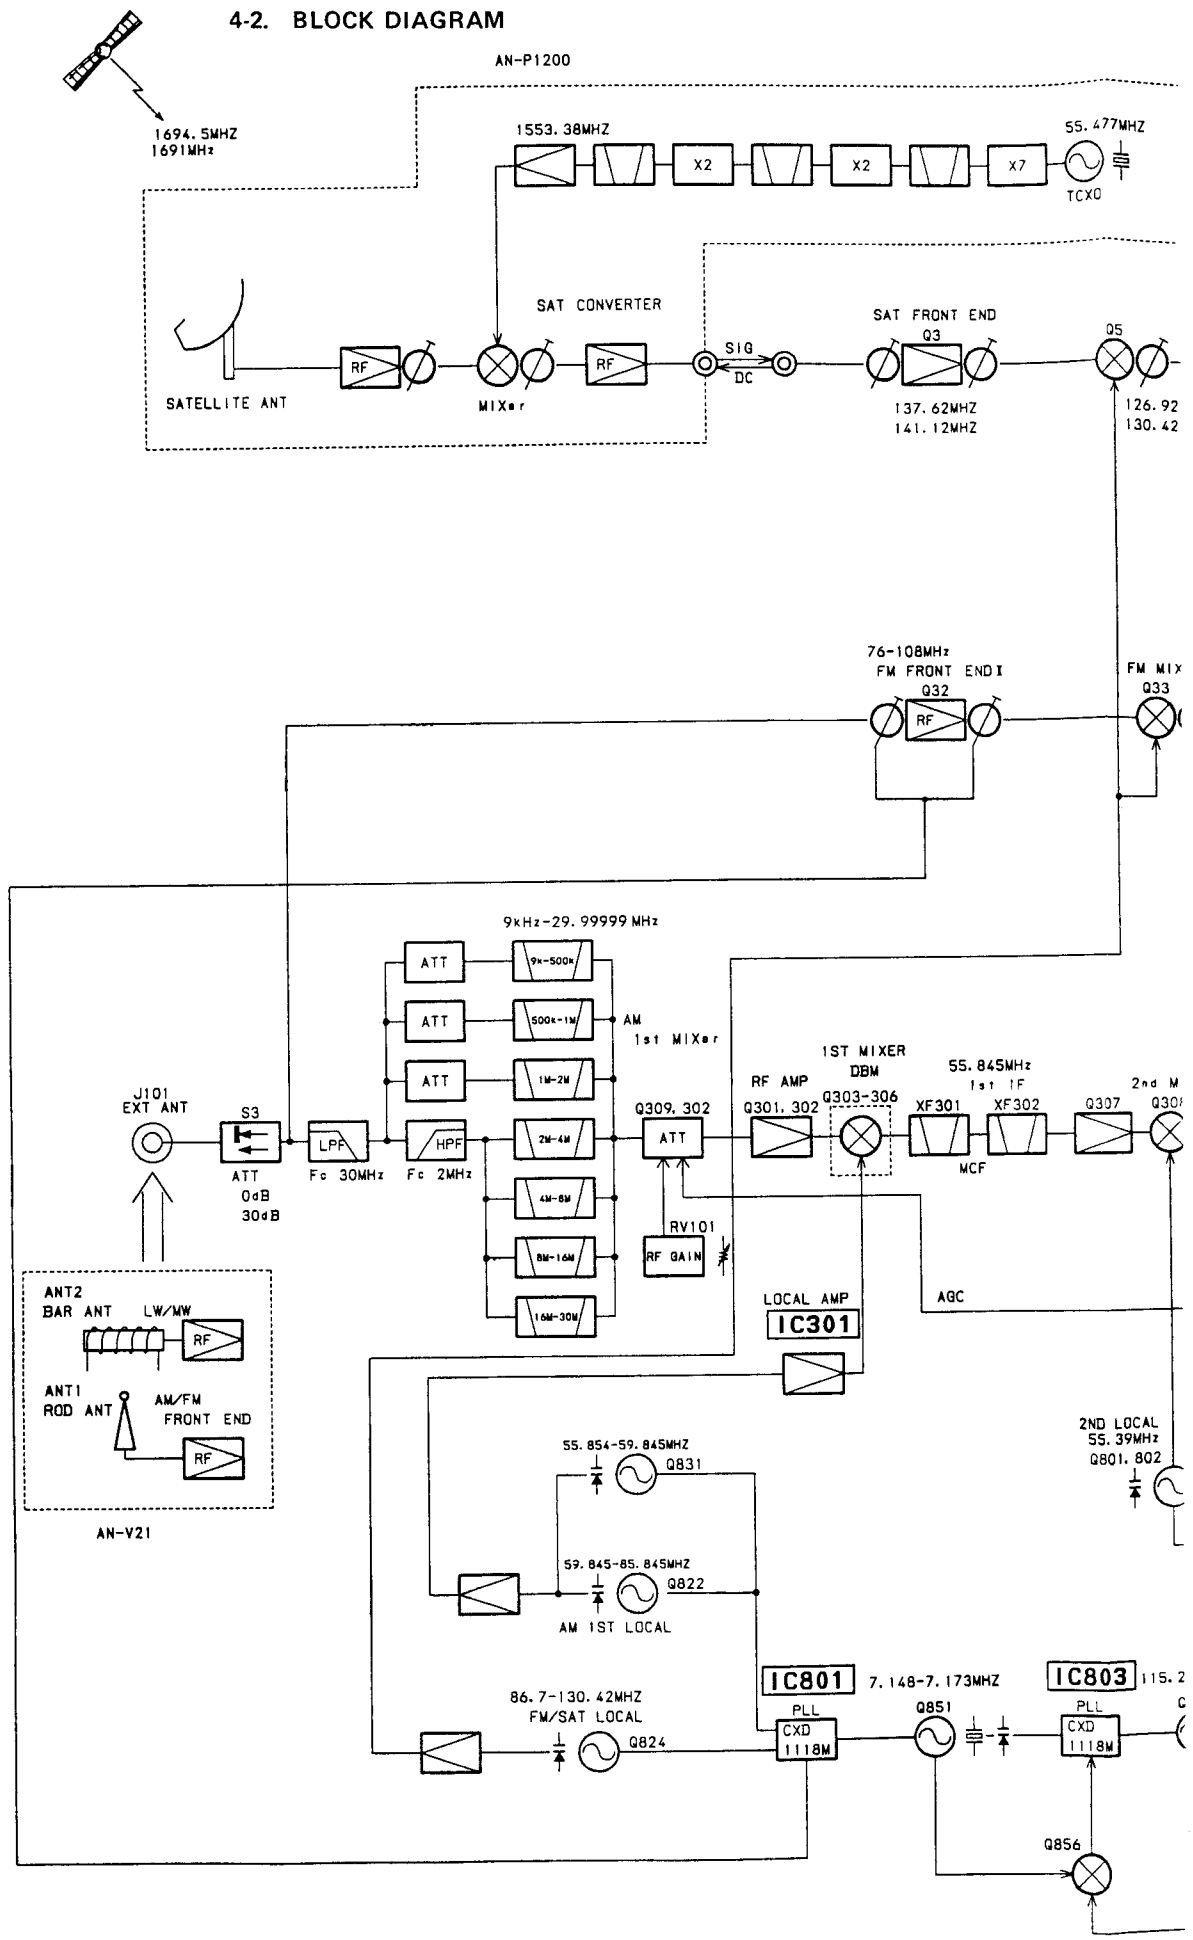 4-2. BLOCK DIAGRAM
AN-P1200
1694.5MHZ
1691MHz
1553.38MHZ
55.477MHZ
X2
X2
X7
TCXO
SAT CONVERTER
SAT FRONT END
Q3
Q5
RF
RF
SIG
DC
SATELLITE ANT
MIXer
137.62MHZ
141.12MHZ
126.92
130.42
76-108MHz
FM FRONT END I
Q32
RF
FM MIX
Q33
9kHz-29.99999MHz
ATT
9k-500k
ATT
500k-1M
AM
1st MIXer
ATT
1M-2M
J101
EXT ANT
S3
ATT
0dB
30dB
LPF
Fc 30MHz
HPF
Fc 2MHz
2M-4M
4M-8M
8M-16M
16M-30M
Q309,302
ATT
RV101
RF GAIN
RF AMP
Q301,302
1ST MIXER
DBM
Q303-306
55.845MHz
1st IF
XF301
XF302
MCF
Q307
2nd M
Q308
AGC
LOCAL AMP
IC301
ANT2
BAR ANT
LW/MW
RF
ANT1
ROD ANT
AM/FM
FRONT END
RF
AN-V21
55.854-59.845MHZ
Q831
59.845-85.845MHZ
Q822
AM 1ST LOCAL
2ND LOCAL
55.39MHz
Q801.802
86.7-130.42MHZ
FM/SAT LOCAL
Q824
IC801
PLL
CXD
1118M
7.148-7.173MHZ
Q851
IC803
PLL
CXD
1118M
115.2
Q856